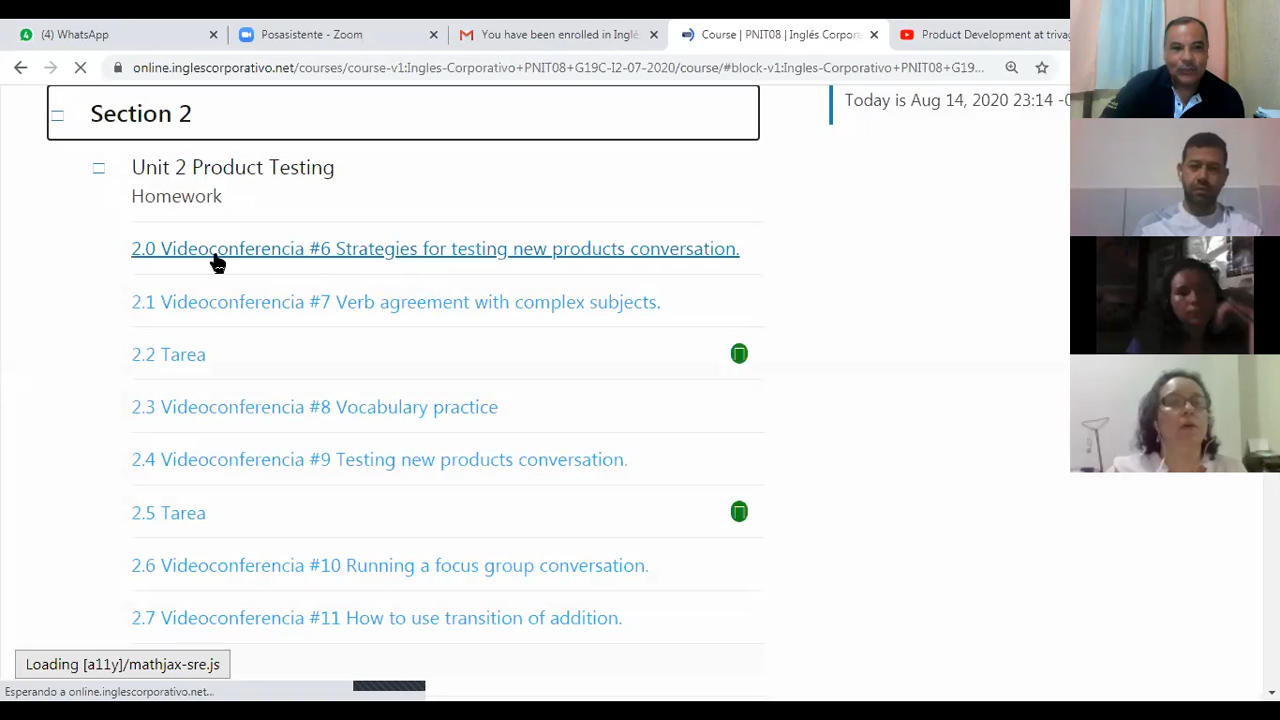 (4) WhatsApp
Posasistente - Zoom
You have been enrolled in Inglé
Course | PNIT08 | Inglés Corpora
Product Development at trivag
online.inglescorporativo.net/courses/course-v1:Ingles-Corporativo+PNIT08+G19C-I2-07-2020/course/#block-v1:Ingles-Corporativo+PNIT08+G19...
Section 2
Today is Aug 14, 2020 23:14 -0
Unit 2 Product Testing
Homework
2.0 Videoconferencia #6 Strategies for testing new products conversation.
2.1 Videoconferencia #7 Verb agreement with complex subjects.
2.2 Tarea
2.3 Videoconferencia #8 Vocabulary practice
2.4 Videoconferencia #9 Testing new products conversation.
2.5 Tarea
2.6 Videoconferencia #10 Running a focus group conversation.
2.7 Videoconferencia #11 How to use transition of addition.
Loading [a11y]/mathjax-sre.js
Esperando a online.inglescorporativo.net...